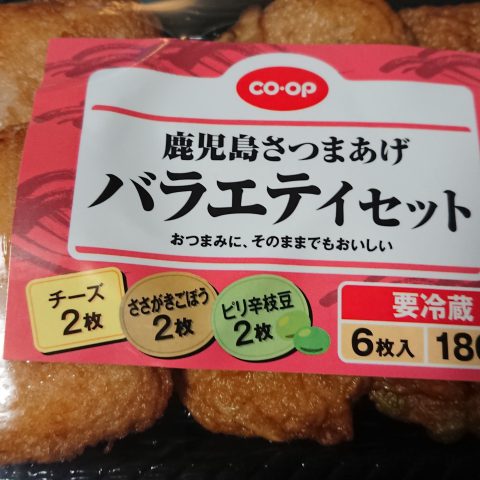 CO·OP
鹿児島さつまあげ
バラエティセット
おつまみに、そのままでもおいしい
チーズ
2枚
ささがきごぼう
2枚
ピリ辛枝豆
2枚
要冷蔵
6枚入